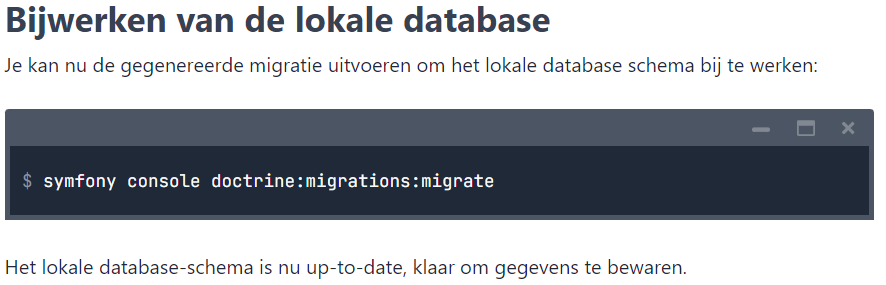 Bijwerken van de lokale database
Je kan nu de gegenereerde migratie uitvoeren om het lokale database schema bij te werken:
$ symfony console doctrine:migrations:migrate
Het lokale database-schema is nu up-to-date, klaar om gegevens te bewaren.